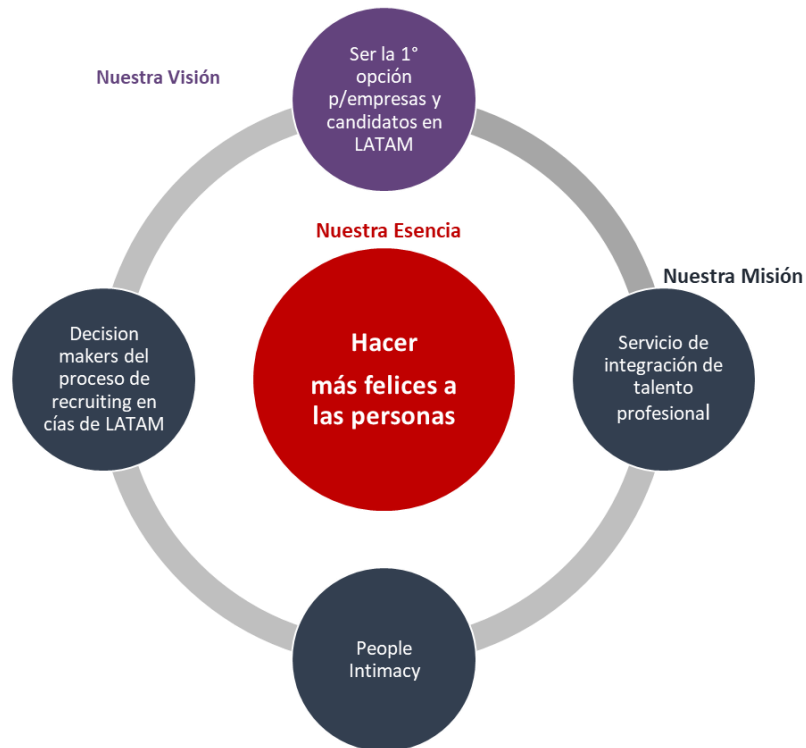 Nuestra Visión
Ser la 1°
opción
p/empresas y
candidatos en
LATAM
Nuestra Esencia
Hacer
más felices a
las personas
Nuestra Misión
Servicio de
integración de
talento
profesional
Decision
makers del
proceso de
recruiting en
cías de LATAM
People
Intimacy